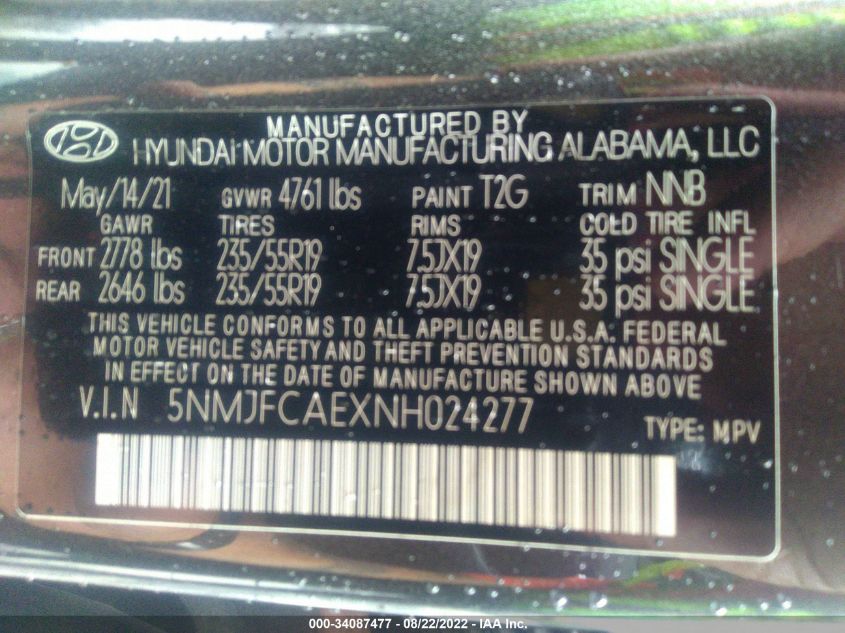 MANUFACTURED BY
HYUNDAI MOTOR MANUFACTURING ALABAMA, LLC
May/14/21 GVWR 4761 lbs PAINT T2G TRIM NNB
GAWR TIRES RIMS COLD TIRE INFL
FRONT 2778 lbs 235/55R19 7.5JX19 35 psi SINGLE
REAR 2646 lbs 235/55R19 7.5JX19 35 psi SINGLE
THIS VEHICLE CONFORMS TO ALL APPLICABLE U.S.A. FEDERAL
MOTOR VEHICLE SAFETY AND THEFT PREVENTION STANDARDS
IN EFFECT ON THE DATE OF MANUFACTURE SHOWN ABOVE
V.I.N 5NMJFCAEXNH024277 TYPE: MPV
000-34087477 - 08/22/2022 - IAA Inc.